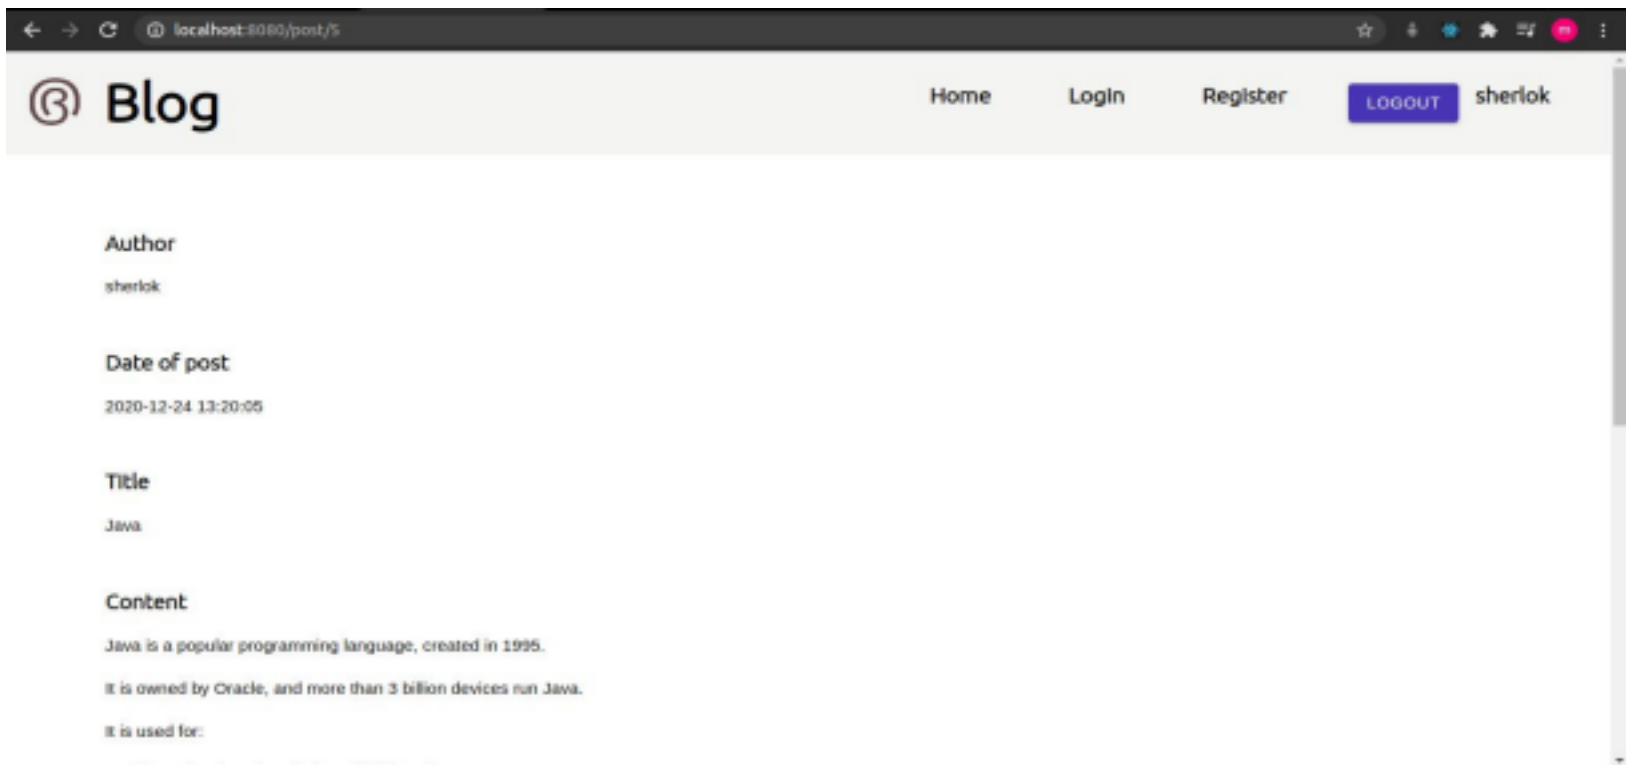 localhost:8080/post/5
Blog
Home
Login
Register
LOGOUT
sherlok
Author
sherlok
Date of post
2020-12-24 13:20:05
Title
Java
Content
Java is a popular programming language, created in 1995.
It is owned by Oracle, and more than 3 billion devices run Java.
It is used for: